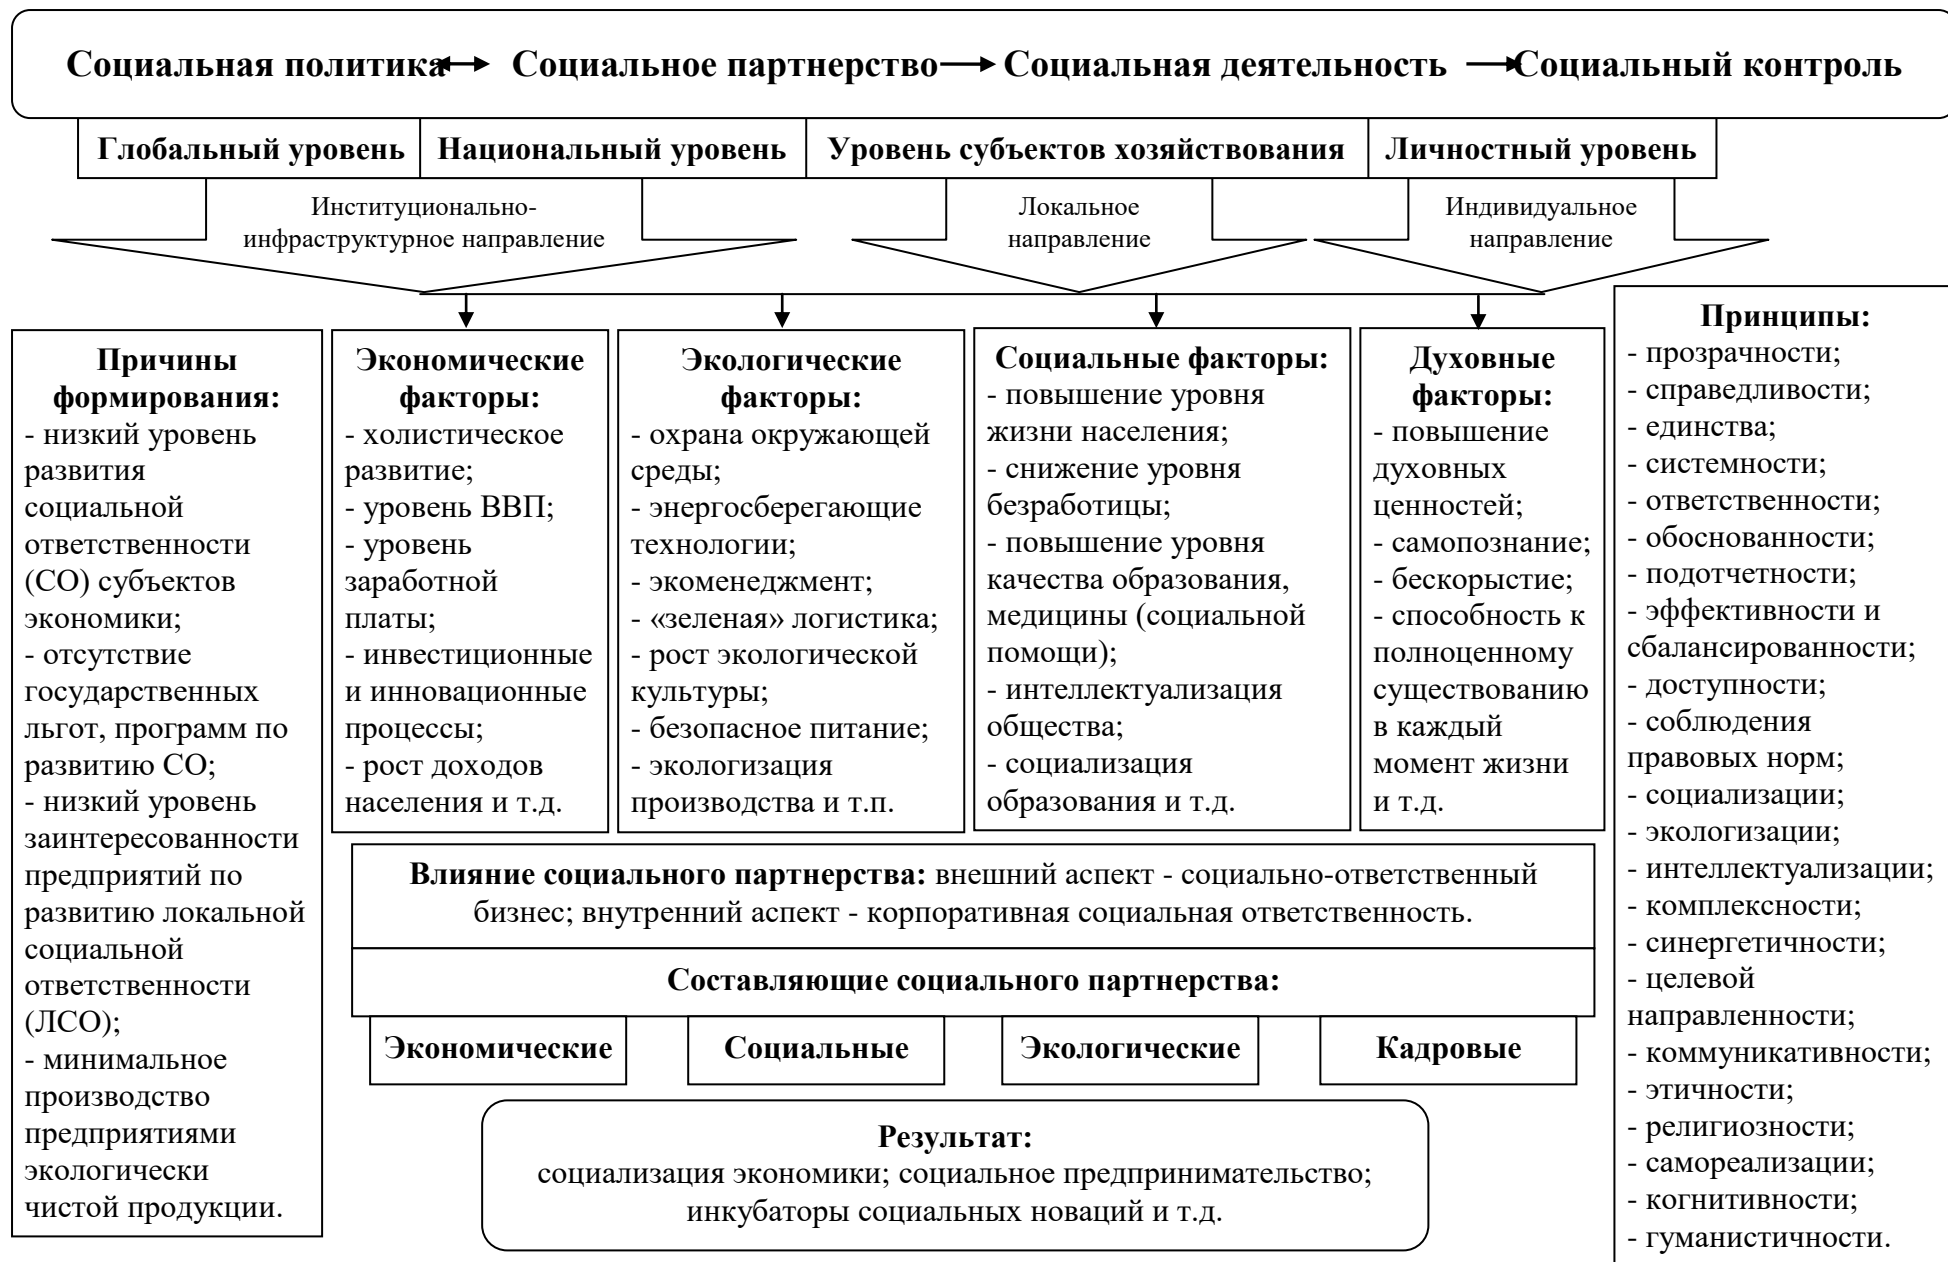 Социальная политика Социальное партнерство Социальная деятельность Социальный контроль
Глобальный уровень Национальный уровень Уровень субъектов хозяйствования Личностный уровень
Институционально-
инфраструктурное направление
Локальное
направление
Индивидуальное
направление
Причины
формирования:
- низкий уровень
развития
социальной
ответственности
(СО) субъектов
экономики;
- отсутствие
государственных
льгот, программ по
развитию СО;
- низкий уровень
заинтересованности
предприятий по
развитию локальной
социальной
ответственности
(ЛСО);
- минимальное
производство
предприятиями
экологически
чистой продукции.
Экономические
факторы:
- холистическое
развитие;
- уровень ВВП;
- уровень
заработной
платы;
- инвестиционные
и инновационные
процессы;
- рост доходов
населения и т.д.
Экологические
факторы:
- охрана окружающей
среды;
- энергосберегающие
технологии;
- экоменеджмент;
- «зеленая» логистика;
- рост экологической
культуры;
- безопасное питание;
- экологизация
производства и т.п.
Социальные факторы:
- повышение уровня
жизни населения;
- снижение уровня
безработицы;
- повышение уровня
качества образования,
медицины (социальной
помощи);
- интеллектуализация
общества;
- социализация
образования и т.д.
Духовные
факторы:
- повышение
духовных
ценностей;
- самопознание;
- бескорыстие;
- способность к
полноценному
существованию
в каждый
момент жизни
и т.д.
Принципы:
- прозрачности;
- справедливости;
- единства;
- системности;
- ответственности;
- обоснованности;
- подотчетности;
- эффективности и
сбалансированности;
- доступности;
- соблюдения
правовых норм;
- социализации;
- экологизации;
- интеллектуализации;
- комплексности;
- синергетичности;
- целевой
направленности;
- коммуникативности;
- этичности;
- религиозности;
- самореализации;
- когнитивности;
- гуманистичности.
Влияние социального партнерства: внешний аспект - социально-ответственный
бизнес; внутренний аспект - корпоративная социальная ответственность.
Составляющие социального партнерства:
Экономические Социальные Экологические Кадровые
Результат:
социализация экономики; социальное предпринимательство;
инкубаторы социальных новаций и т.д.